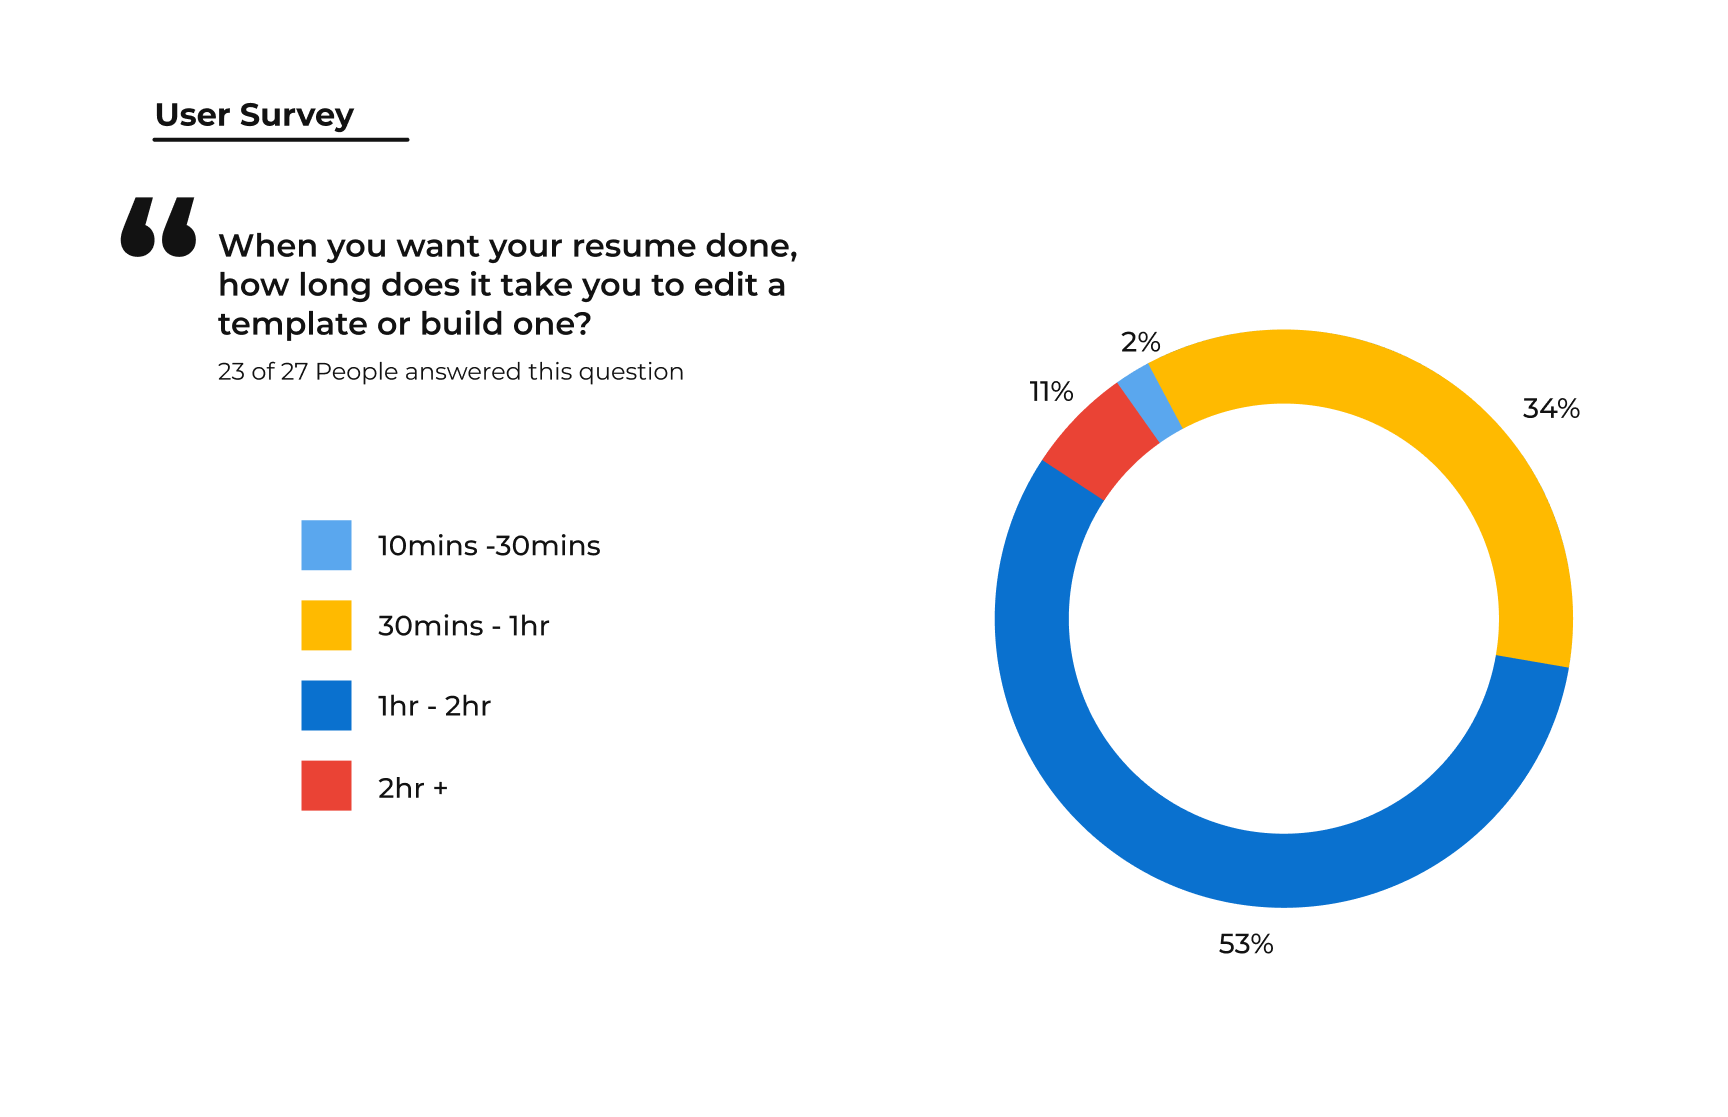 User Survey
“
When you want your resume done,
how long does it take you to edit a
template or build one?
23 of 27 People answered this question
10mins -30mins
30mins - 1hr
1hr - 2hr
2hr +
2%
11%
34%
53%